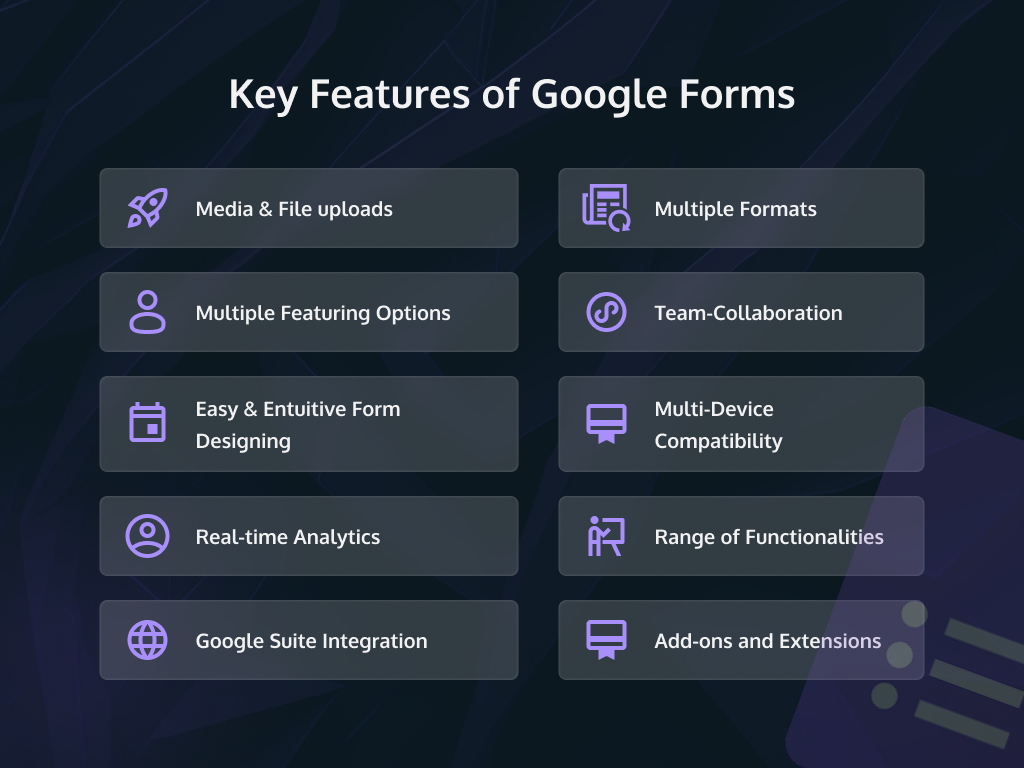 Key Features of Google Forms
Media & File uploads
Multiple Formats
Multiple Featuring Options
Team-Collaboration
Easy & Entuitive Form
Designing
Multi-Device
Compatibility
Real-time Analytics
Range of Functionalities
Google Suite Integration
Add-ons and Extensions